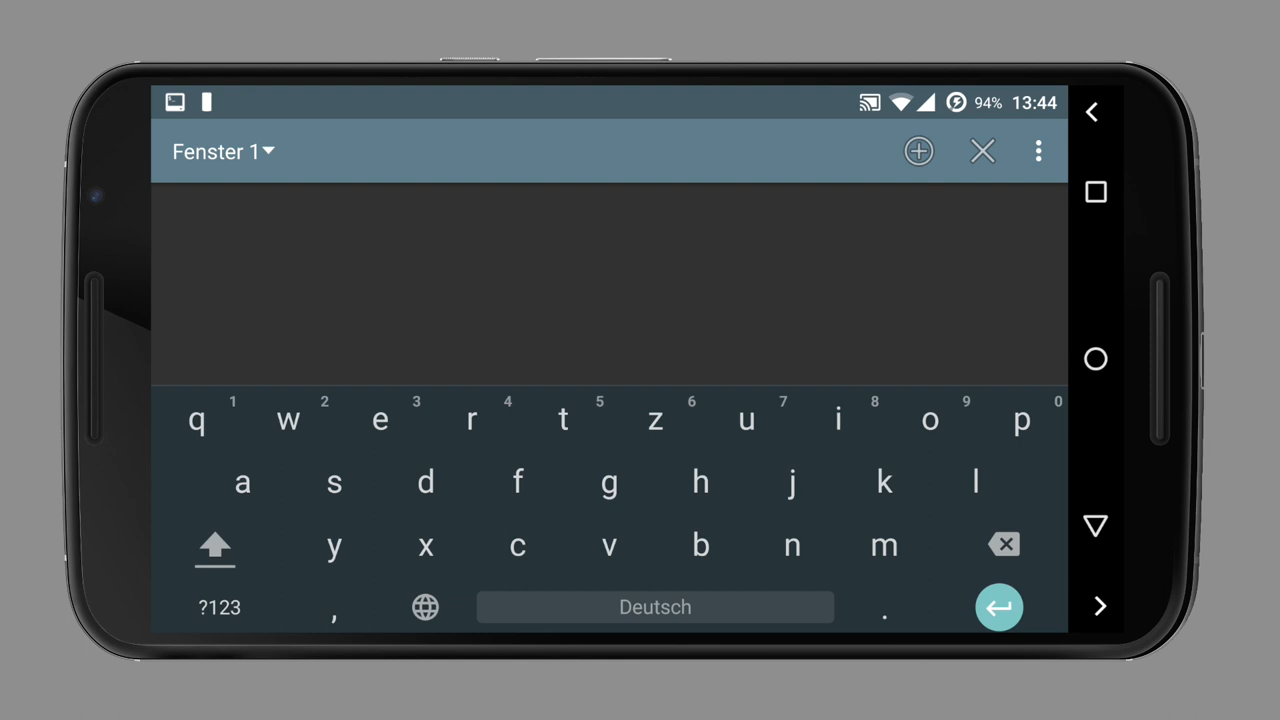 94% 13:44
Fenster 1
1 2 3 4 5 6 7 8 9 0
q w e r t z u i o p
a s d f g h j k l
y x c v b n m
?123 , Deutsch .